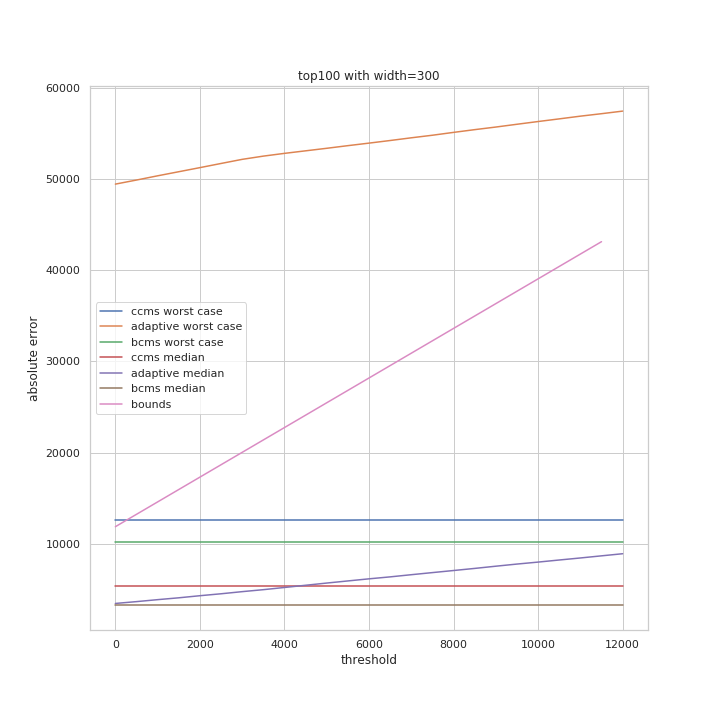 top100 with width=300
60000
50000
40000
30000
20000
10000
absolute error
ccms worst case
adaptive worst case
bcms worst case
ccms median
adaptive median
bcms median
bounds
0 2000 4000 6000 8000 10000 12000
threshold